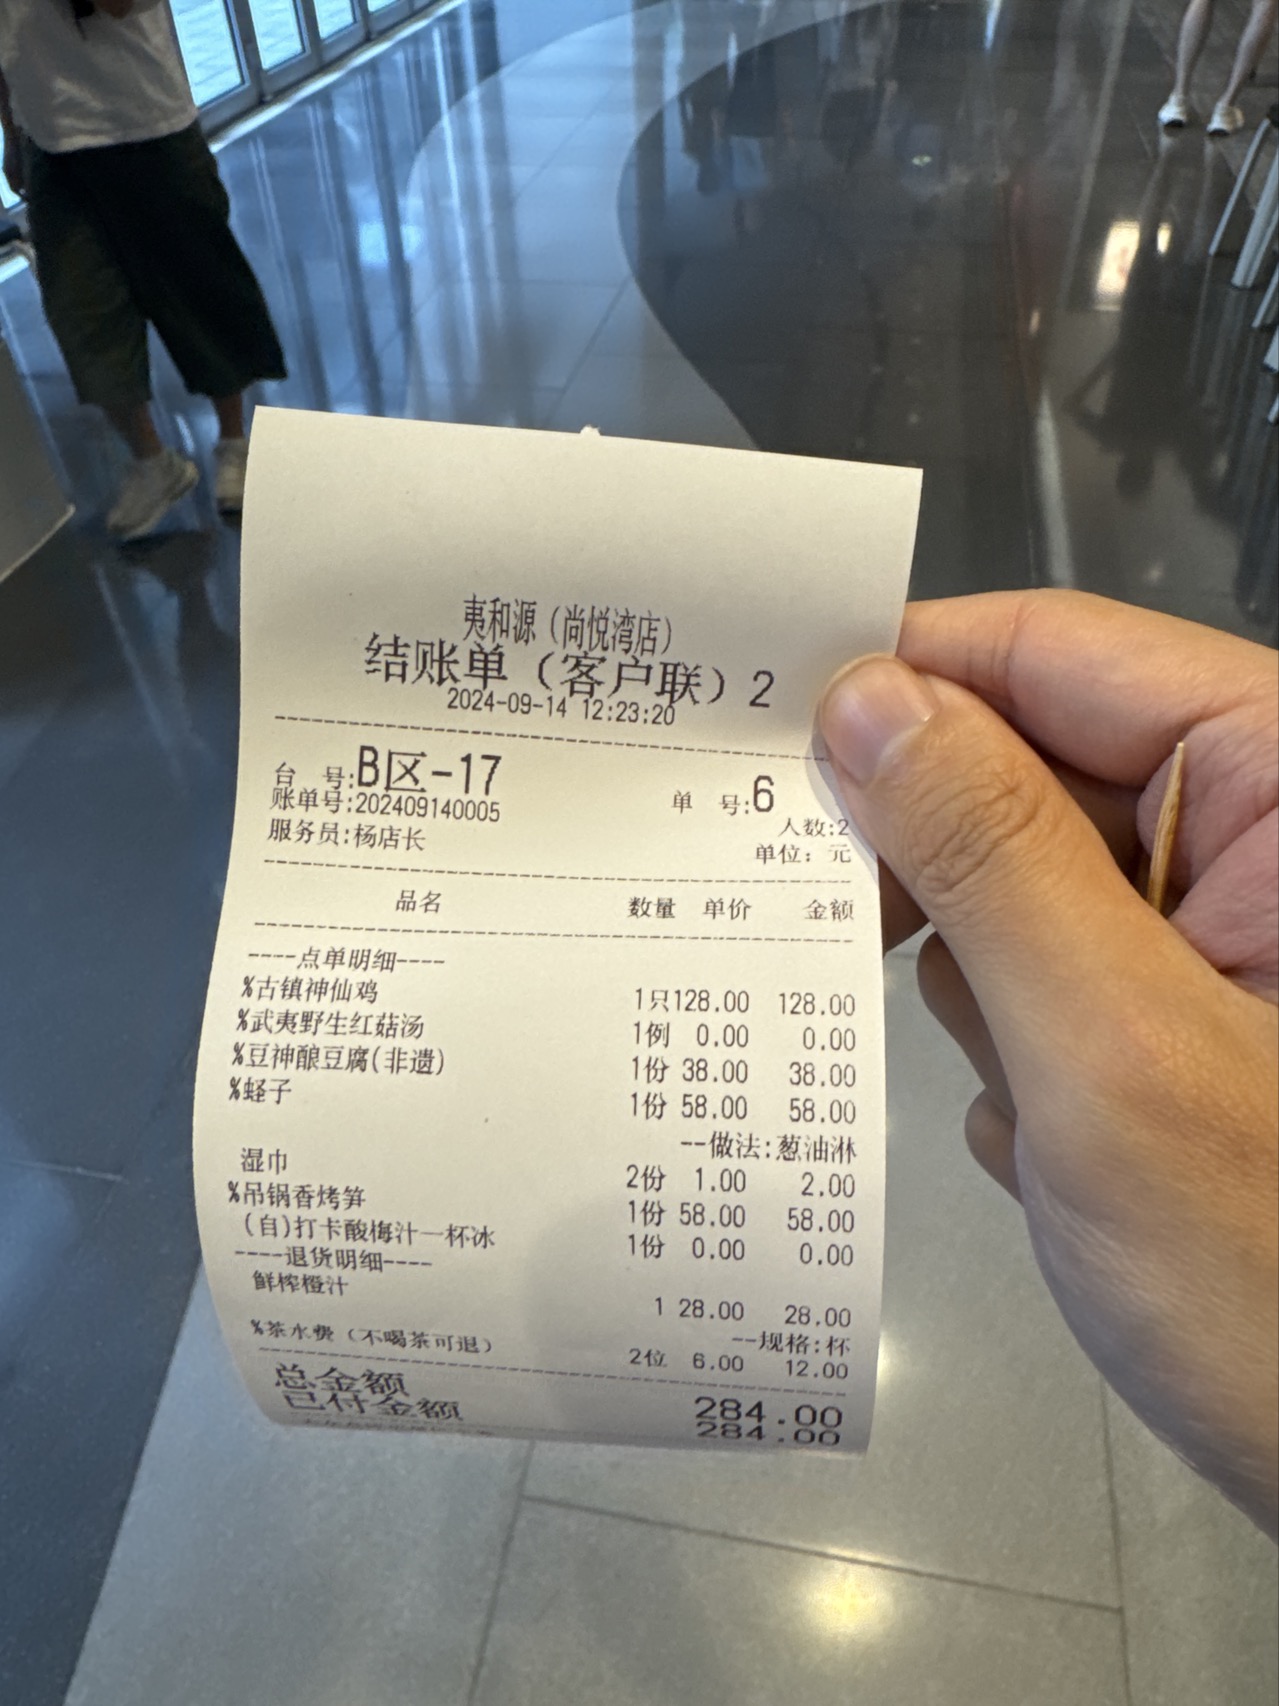 夷和源（尚悦湾店）
结账单（客户联）2
2024-09-14 12:23:20
台 号:B区-17 单 号:6
账单号:202409140005 人数:2
服务员:杨店长 单位: 元
品名 数量 单价 金额
----点单明细----
%古镇神仙鸡 1只128.00 128.00
%武夷野生红菇汤 1例 0.00 0.00
%豆神酿豆腐(非遗) 1份 38.00 38.00
%蛏子 1份 58.00 58.00
--做法:葱油淋
湿巾 2份 1.00 2.00
%吊锅香烤笋 1份 58.00 58.00
(自)打卡酸梅汁一杯冰 1份 0.00 0.00
----退货明细----
鲜榨橙汁 1 28.00 28.00
--规格:杯
%茶水费（不喝茶可退） 2位 6.00 12.00
总金额 284.00
已付金额 284.00